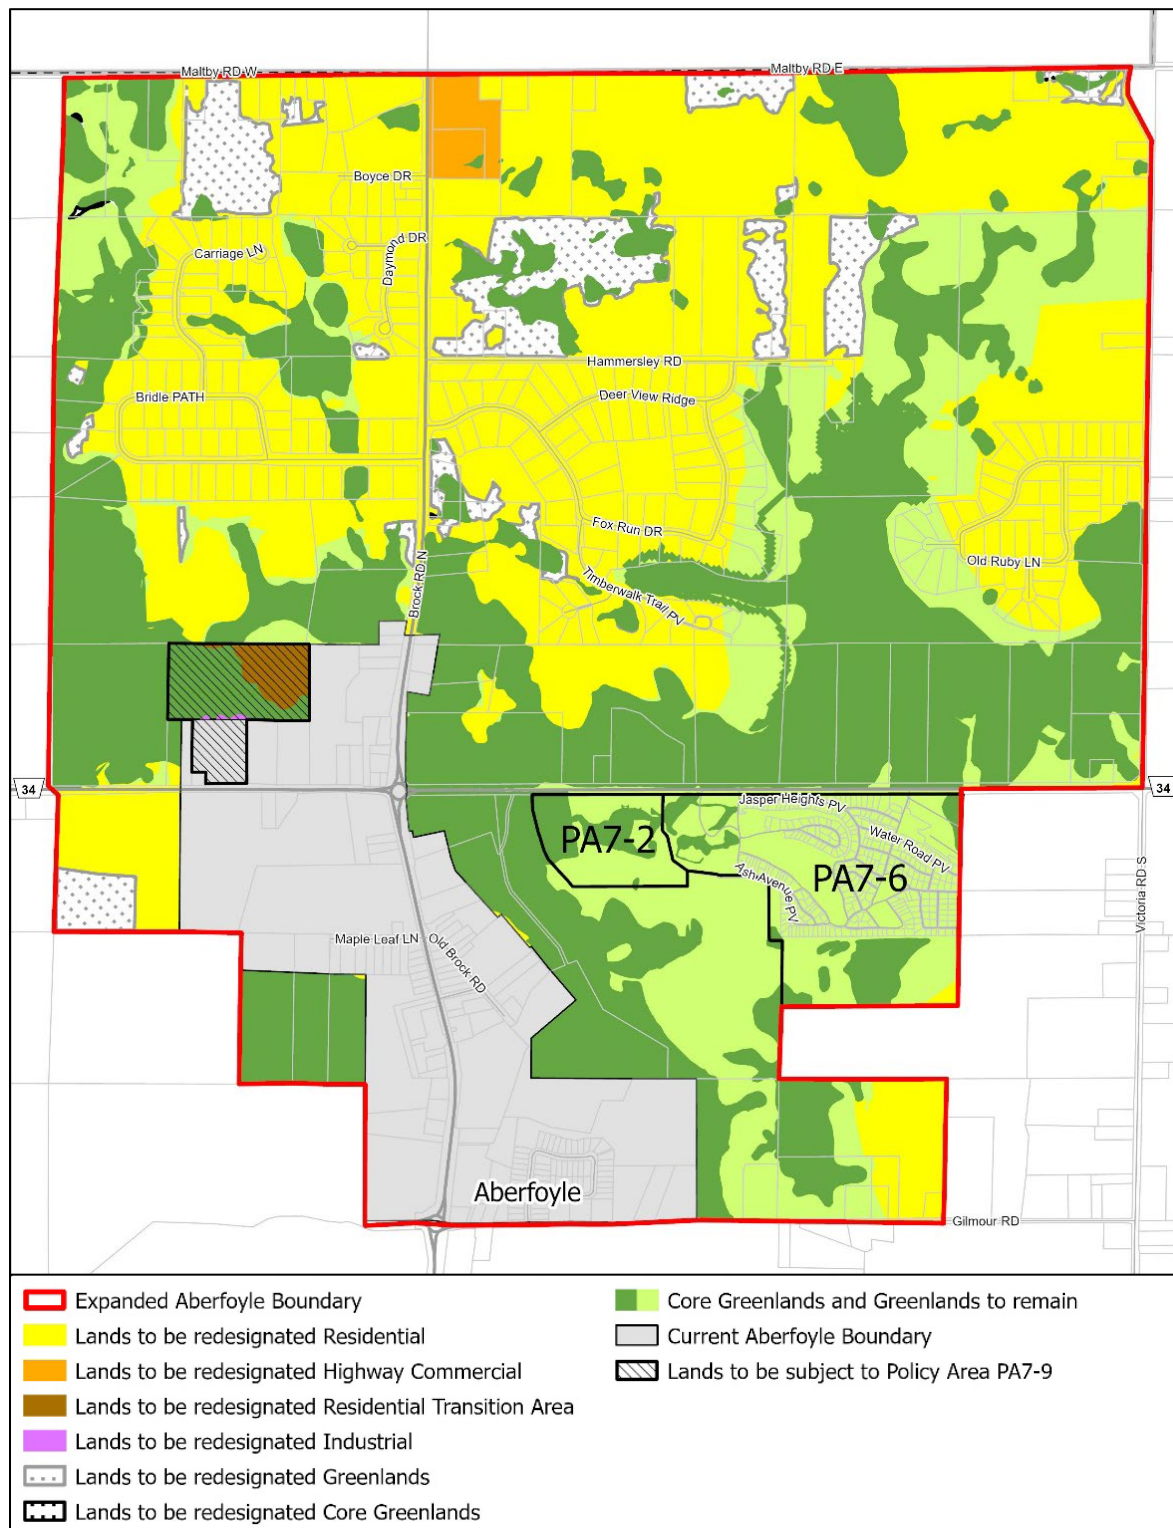 Maltby RD W
Maltby RD E
Boyce DR
Daymond DR
Carriage LN
Hammersley RD
Deer View Ridge
Bridle PATH
Fox Run DR
Old Ruby LN
Timberwalk Trail PV
Brock RD N
34
34
Jasper Heights PV
PA7-2
Water Road PV
Ash Avenue PV
PA7-6
Victoria RD S
Maple Leaf LN
Old Brock RD
Aberfoyle
Gilmour RD
Expanded Aberfoyle Boundary
Lands to be redesignated Residential
Lands to be redesignated Highway Commercial
Lands to be redesignated Residential Transition Area
Lands to be redesignated Industrial
Lands to be redesignated Greenlands
Lands to be redesignated Core Greenlands
Core Greenlands and Greenlands to remain
Current Aberfoyle Boundary
Lands to be subject to Policy Area PA7-9